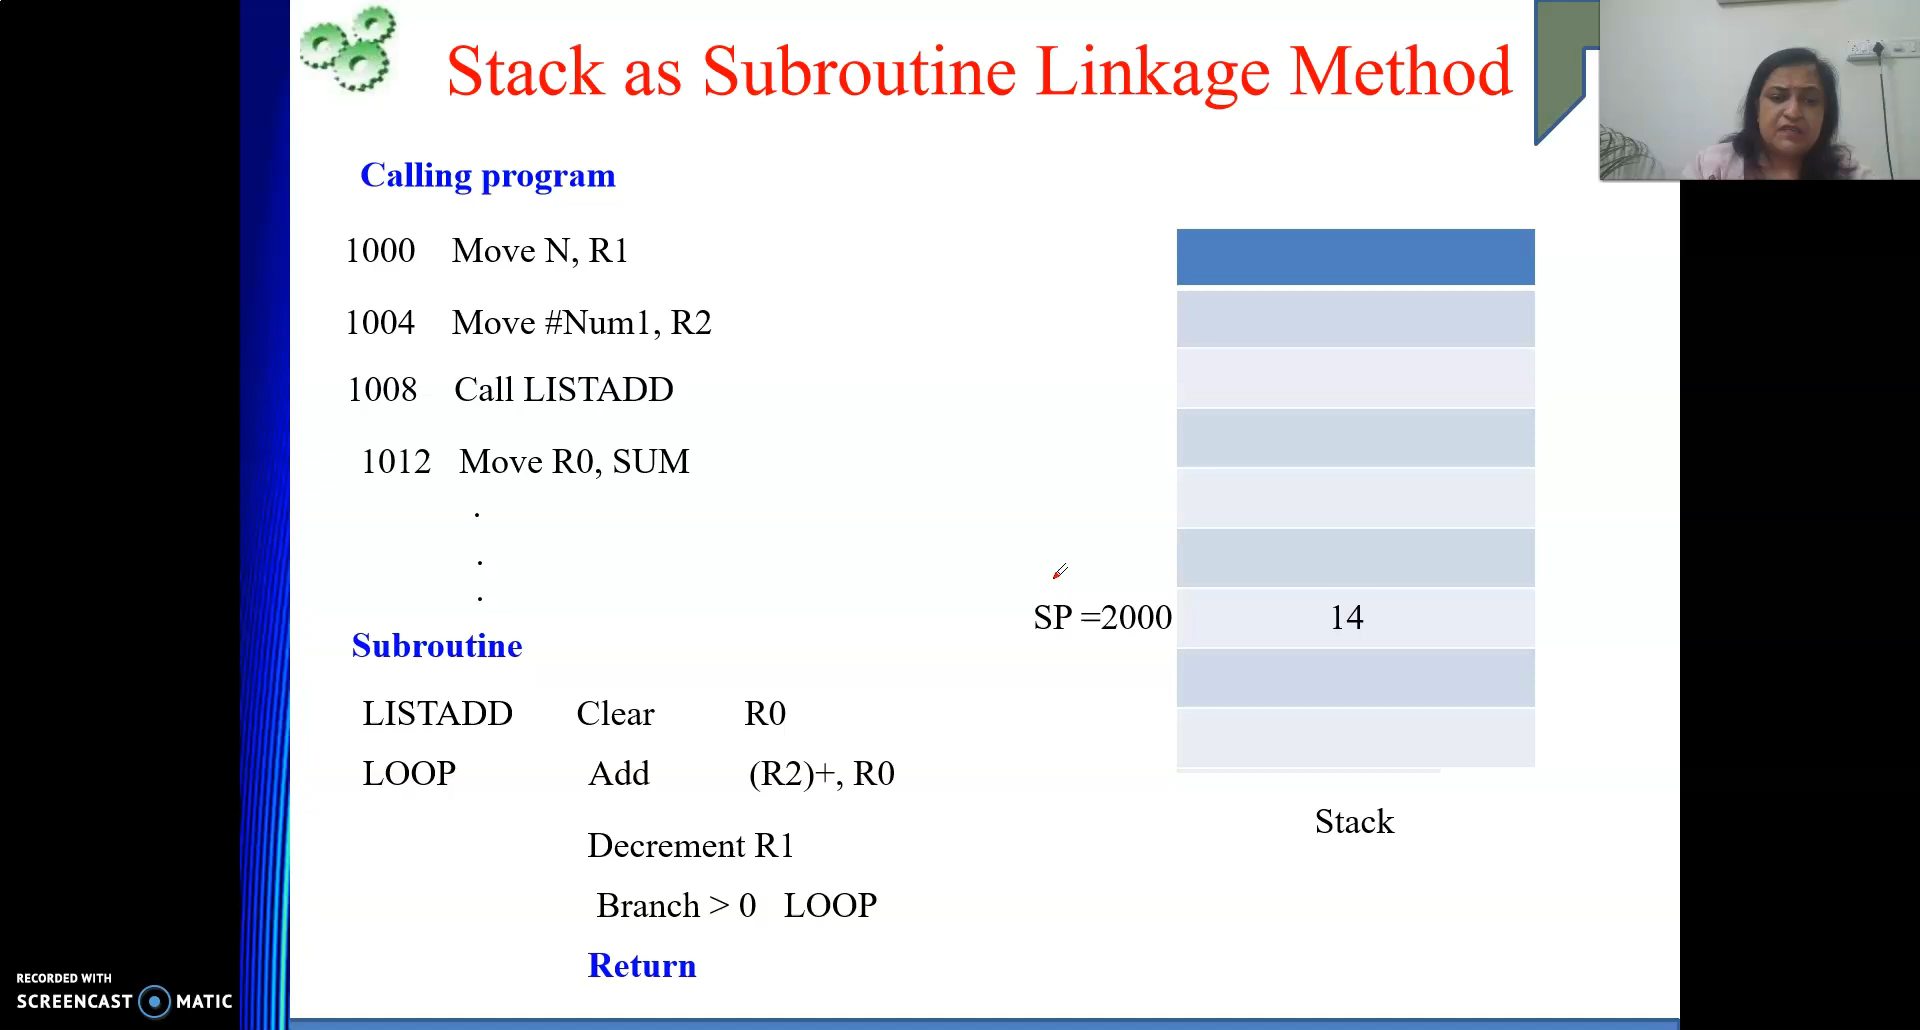 Stack as Subroutine Linkage Method
Calling program
1000 Move N, R1
1004 Move #Num1, R2
1008 Call LISTADD
1012 Move R0, SUM
.
.
.
SP =2000 14
Stack
Subroutine
LISTADD Clear R0
LOOP Add (R2)+, R0
Decrement R1
Branch > 0 LOOP
Return
RECORDED WITH
SCREENCAST MATIC